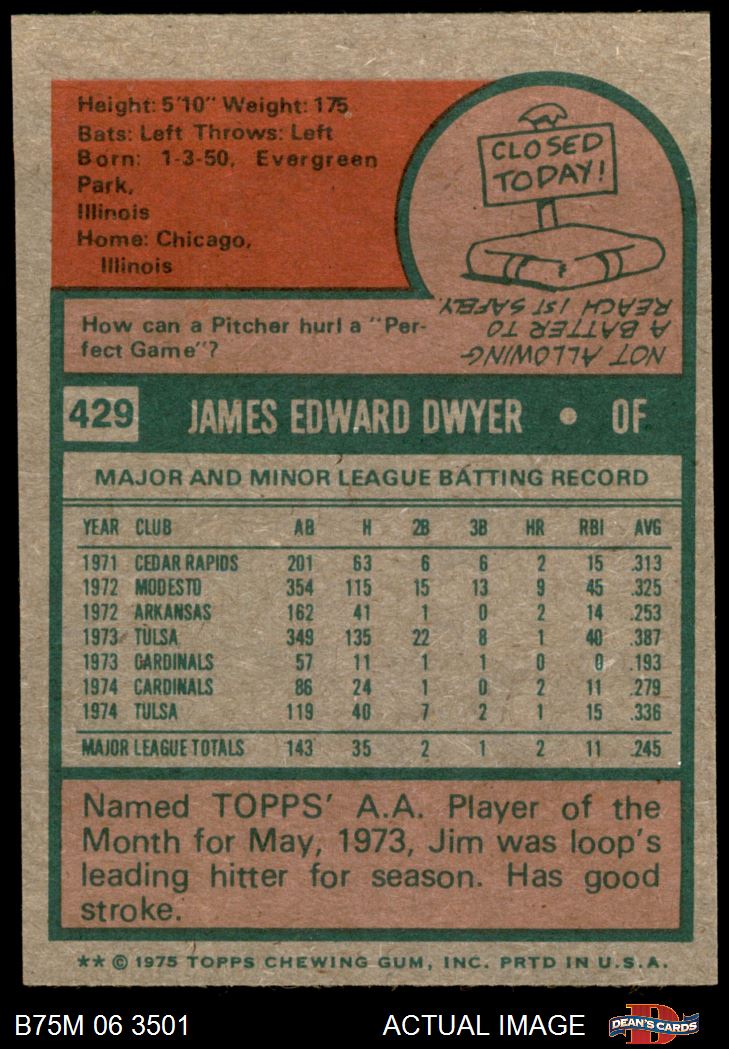 Height: 5'10" Weight: 175
Bats: Left Throws: Left
Born: 1-3-50, Evergreen
Park,
Illinois
Home: Chicago,
Illinois
CLOSED
TODAY!
How can a Pitcher hurl a "Per-
fect Game"?
NOT ALLOWING
A BATTER TO
REACH 1ST SAFELY.
429 JAMES EDWARD DWYER • OF
MAJOR AND MINOR LEAGUE BATTING RECORD
YEAR CLUB AB H 2B 3B HR RBI AVG
1971 CEDAR RAPIDS 201 63 6 6 2 15 .313
1972 MODESTO 354 115 15 13 9 45 .325
1972 ARKANSAS 162 41 1 0 2 14 .253
1973 TULSA 349 135 22 8 1 40 .387
1973 CARDINALS 57 11 1 1 0 0 .193
1974 CARDINALS 86 24 1 0 2 11 .279
1974 TULSA 119 40 7 2 1 15 .336
MAJOR LEAGUE TOTALS 143 35 2 1 2 11 .245
Named TOPPS' A.A. Player of the
Month for May, 1973, Jim was loop's
leading hitter for season. Has good
stroke.
** © 1975 TOPPS CHEWING GUM, INC. PRTD IN U.S.A.
B75M 06 3501 ACTUAL IMAGE D DEAN'S CARDS